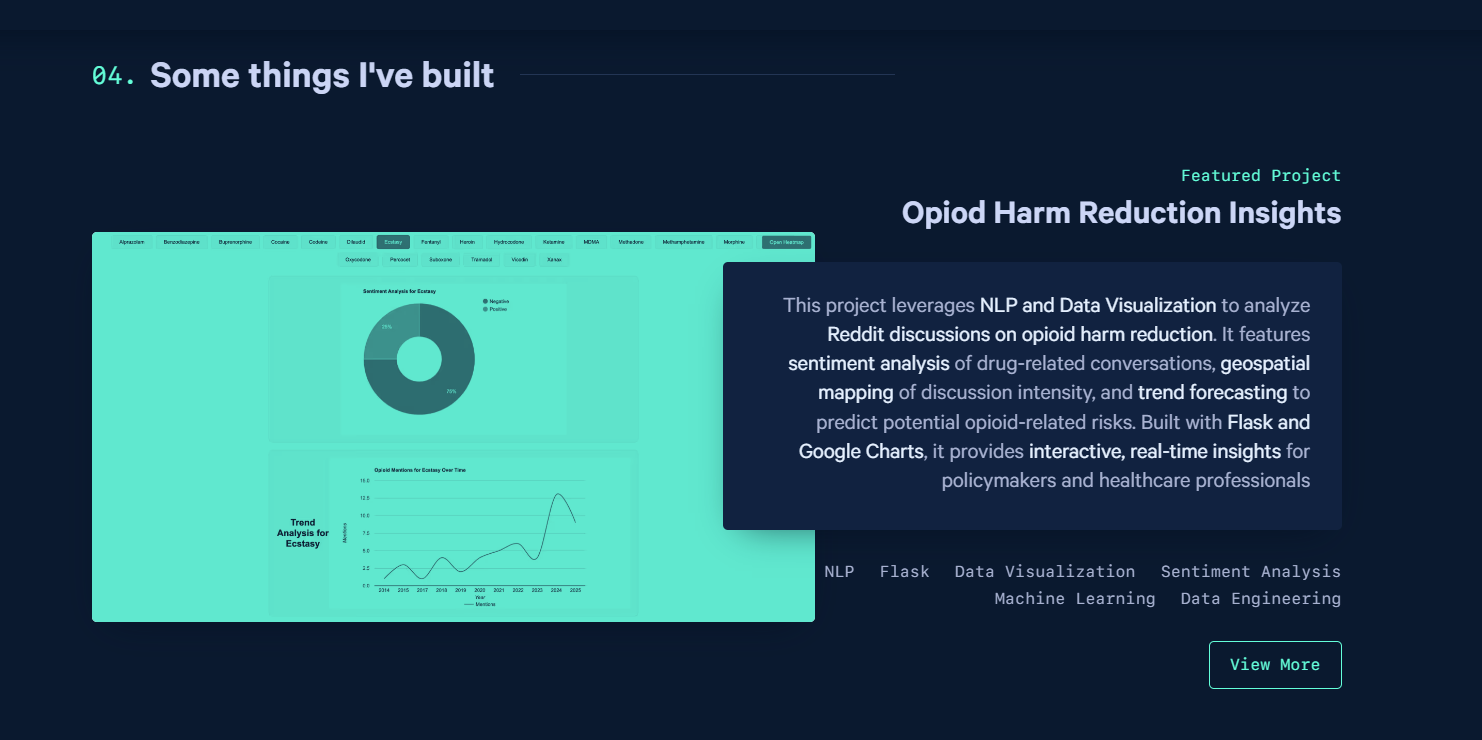 04. Some things I've built
Featured Project
Opiod Harm Reduction Insights
Alprazolam Benzodiazepine Buprenorphine Cocaine Codeine Dilaudid Ecstasy Fentanyl Heroin Hydrocodone Ketamine MDMA Methadone Methamphetamine Morphine Open Heatmap
Oxycodone Percocet Suboxone Tramadol Vicodin Xanax
Sentiment Analysis for Ecstasy
Negative
Positive
25%
75%
This project leverages NLP and Data Visualization to analyze
Reddit discussions on opioid harm reduction. It features
sentiment analysis of drug-related conversations, geospatial
mapping of discussion intensity, and trend forecasting to
predict potential opioid-related risks. Built with Flask and
Google Charts, it provides interactive, real-time insights for
policymakers and healthcare professionals
Trend
Analysis for
Ecstasy
Opioid Mentions for Ecstasy Over Time
Mentions
15.0
12.5
10.0
7.5
5.0
2.5
0.0
2014 2015 2017 2018 2019 2020 2021 2022 2023 2024 2025
Year
Mentions
NLP Flask Data Visualization Sentiment Analysis
Machine Learning Data Engineering
View More